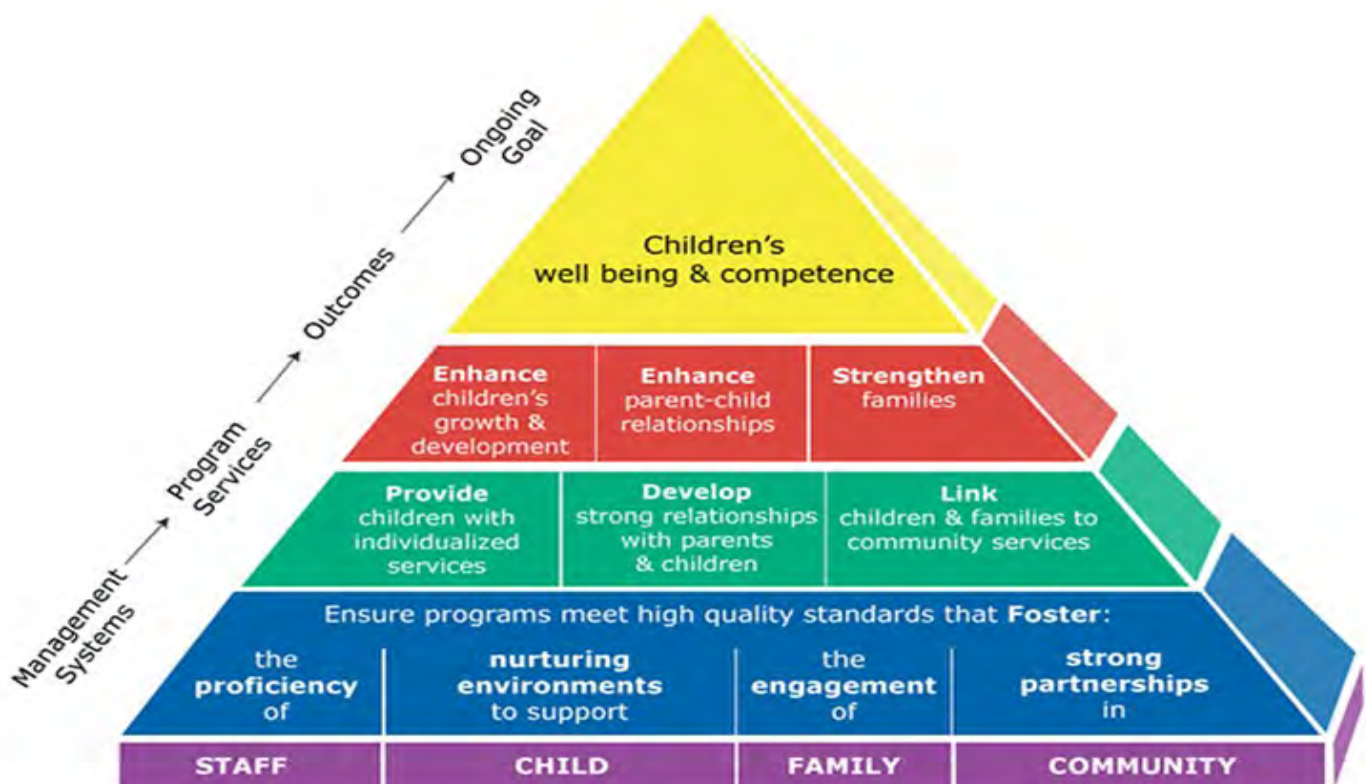 Ongoing
Goal
Outcomes
Program
Services
Management
Systems
Children's
well being & competence
Enhance
children's
growth &
development
Enhance
parent-child
relationships
Strengthen
families
Provide
children with
individualized
services
Develop
strong relationships
with parents
& children
Link
children & families to
community services
Ensure programs meet high quality standards that Foster:
the
proficiency
of
nurturing
environments
to support
the
engagement
of
strong
partnerships
in
STAFF
CHILD
FAMILY
COMMUNITY